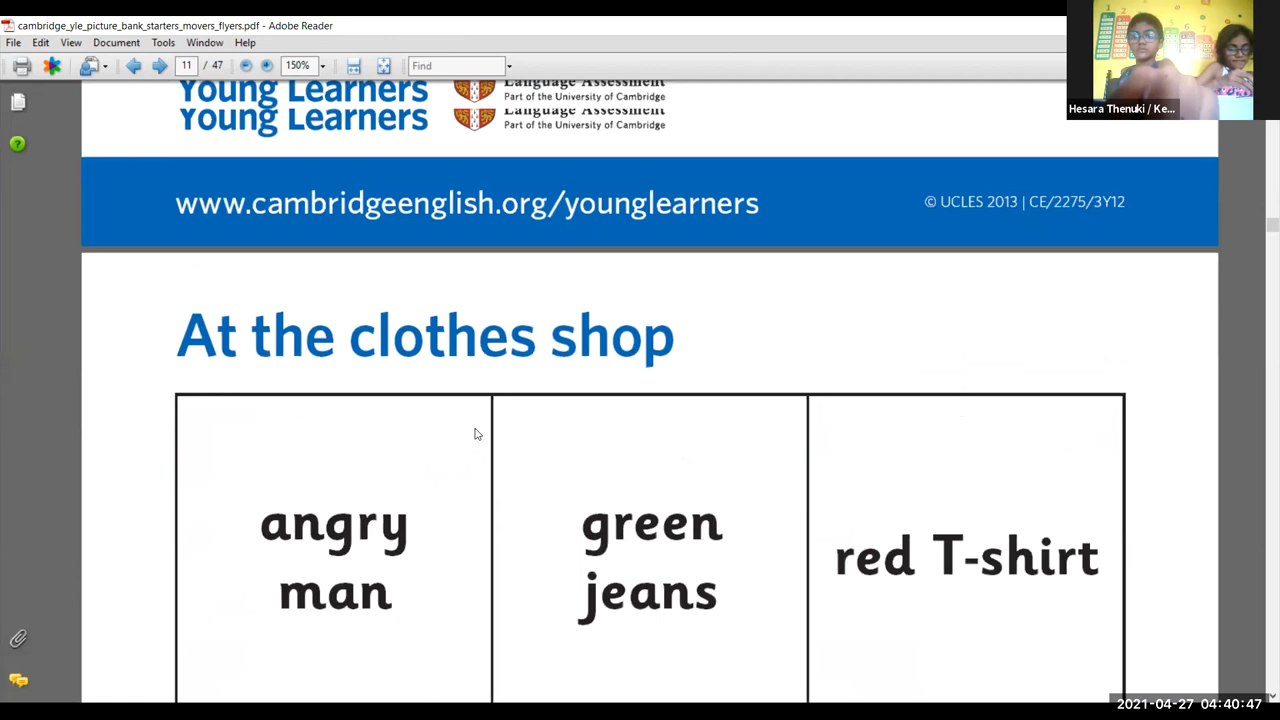 cambridge_yle_picture_bank_starters_movers_flyers.pdf - Adobe Reader
File Edit View Document Tools Window Help
11 / 47 150% Find
Young Learners
Language Assessment
Part of the University of Cambridge
Young Learners
Language Assessment
Part of the University of Cambridge
www.cambridgeenglish.org/younglearners
© UCLES 2013 | CE/2275/3Y12
At the clothes shop
angry
man
green
jeans
red T-shirt
Hesara Thenuki / Ke...
2021-04-27 04:40:47